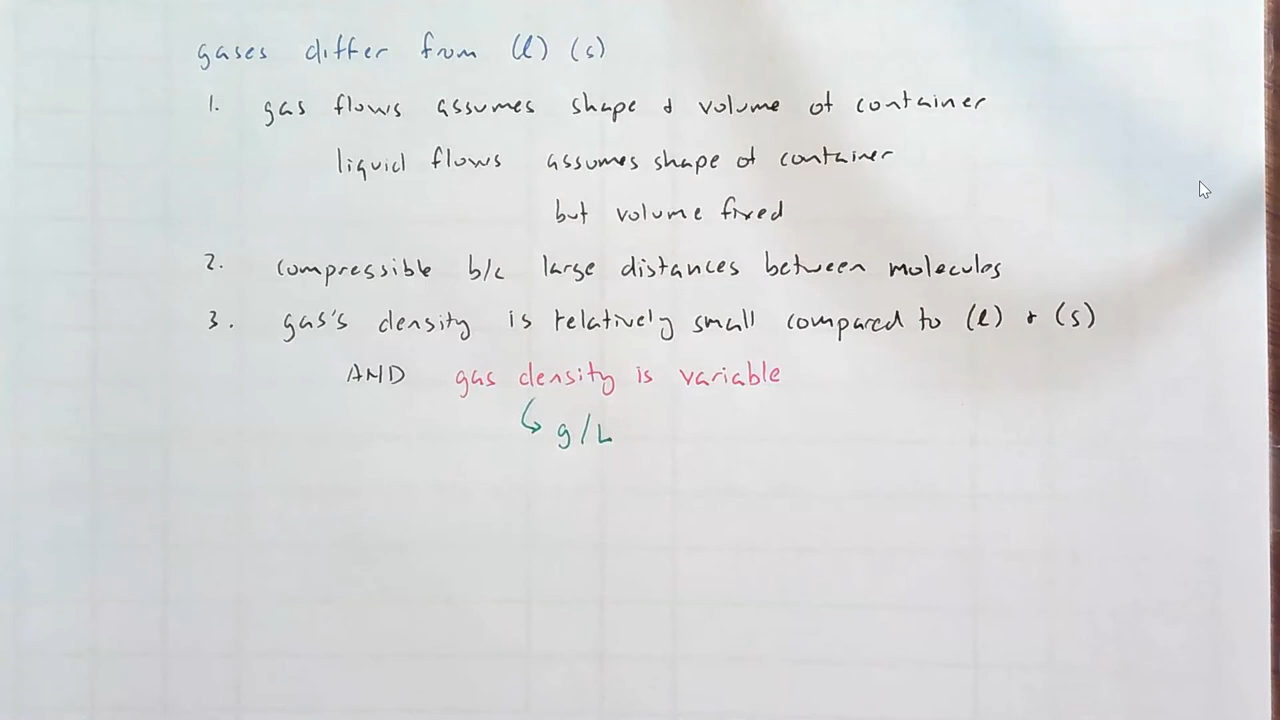 gases differ from (l) (s)
1. gas flows assumes shape & volume of container
liquid flows assumes shape of container
but volume fixed
2. compressible b/c large distances between molecules
3. gas's density is relatively small compared to (l) & (s)
AND gas density is variable
↳ g/L